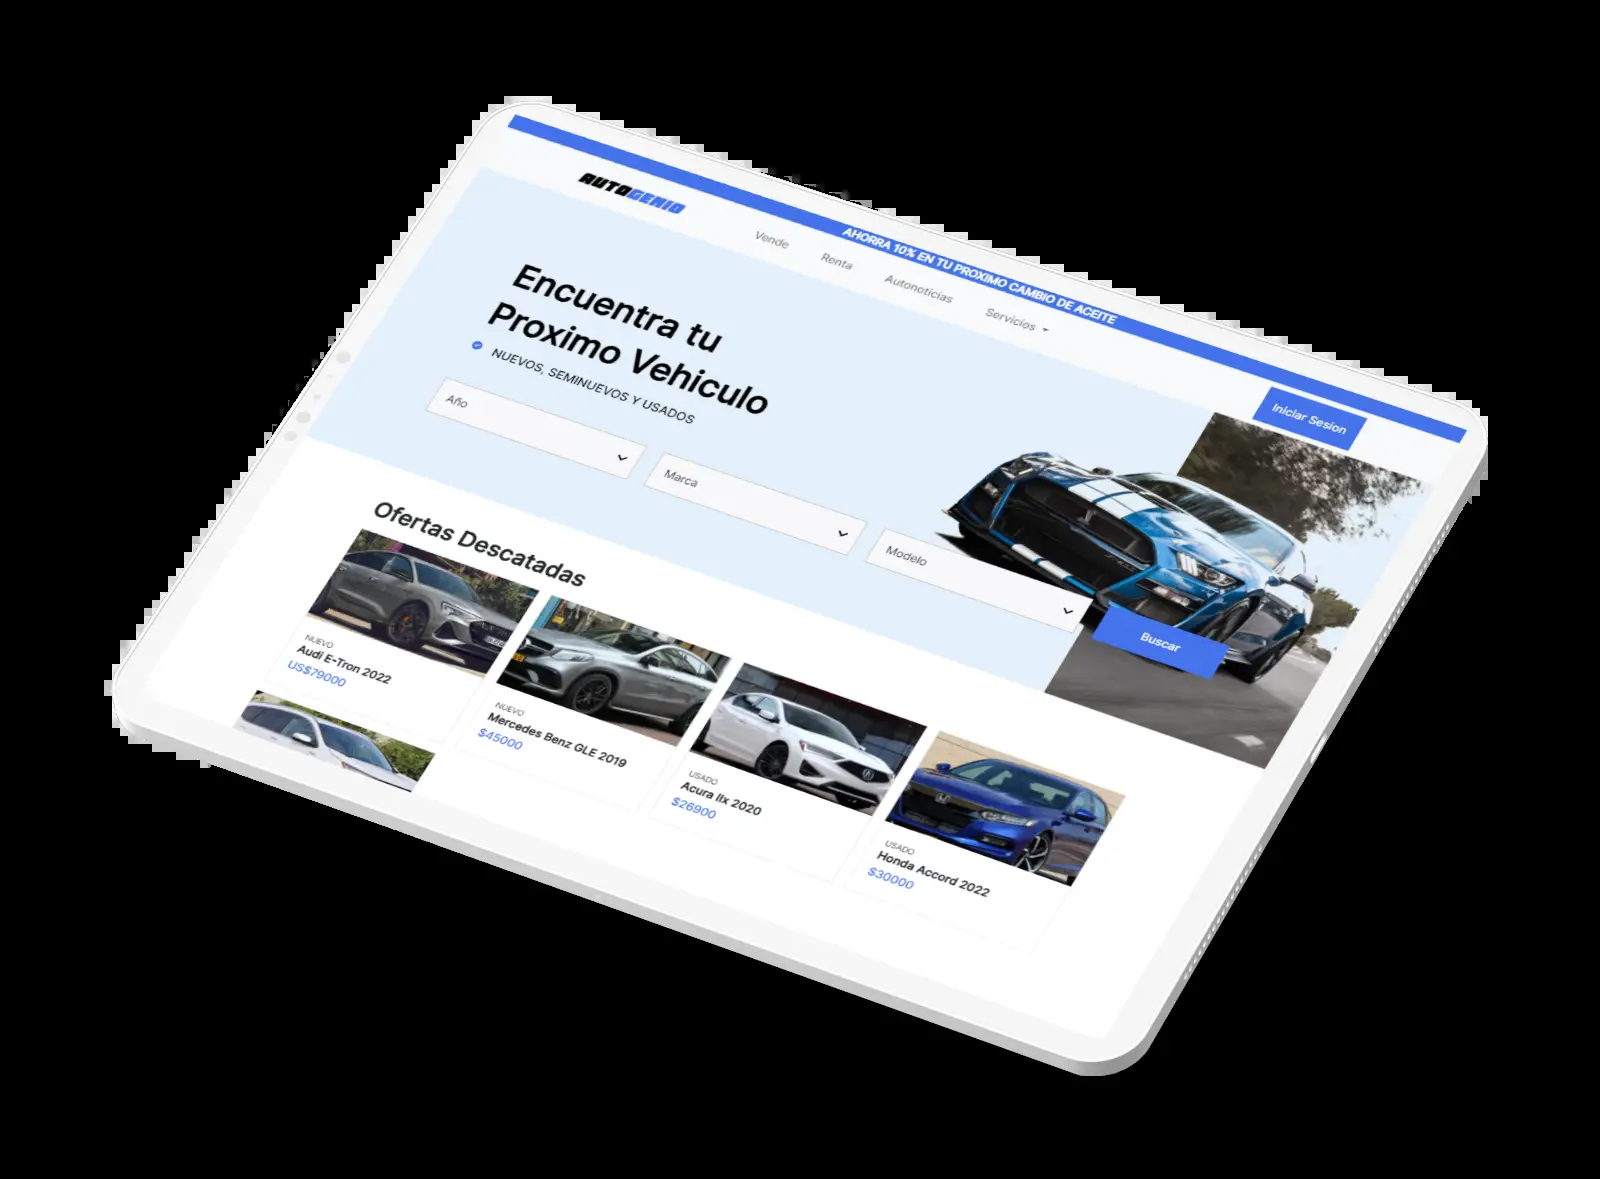 AHORRA 10% EN TU PROXIMO CAMBIO DE ACEITE
AUTOGENIO
Vende
Renta
Autonoticias
Servicios
Iniciar Sesion
Encuentra tu
Proximo Vehiculo
NUEVOS, SEMINUEVOS Y USADOS
Año
Marca
Modelo
Buscar
Ofertas Descatadas
NUEVO
Audi E-Tron 2022
US$79000
NUEVO
Mercedes Benz GLE 2019
$45000
USADO
Acura Ilx 2020
$26900
USADO
Honda Accord 2022
$30000